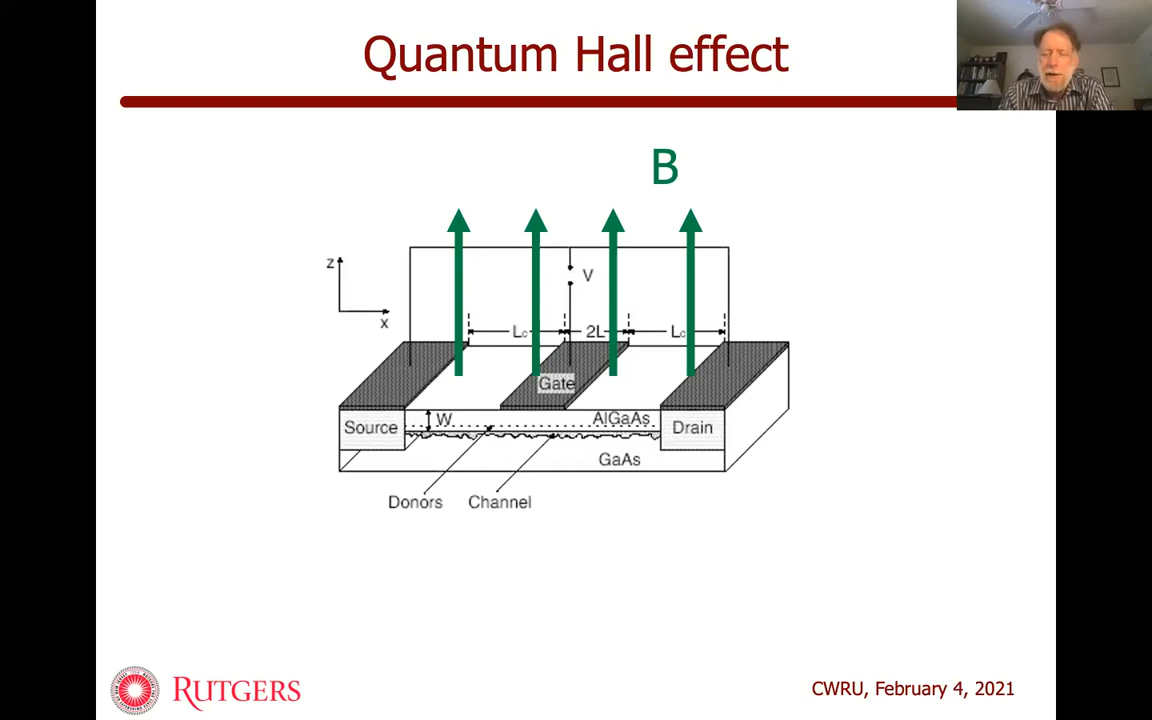 Quantum Hall effect
B
z
V
x
Lc
2L
Lc
Gate
W
AlGaAs
Source
Drain
GaAs
Donors
Channel
RUTGERS
CWRU, February 4, 2021